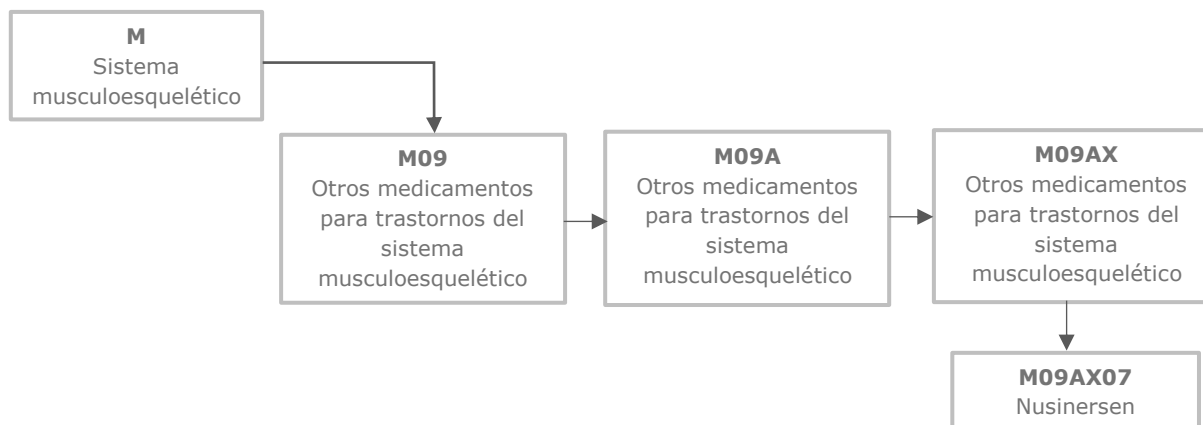 M
Sistema
musculoesquelético
M09
Otros medicamentos
para trastornos del
sistema
musculoesquelético
M09A
Otros medicamentos
para trastornos del
sistema
musculoesquelético
M09AX
Otros medicamentos
para trastornos del
sistema
musculoesquelético
M09AX07
Nusinersen